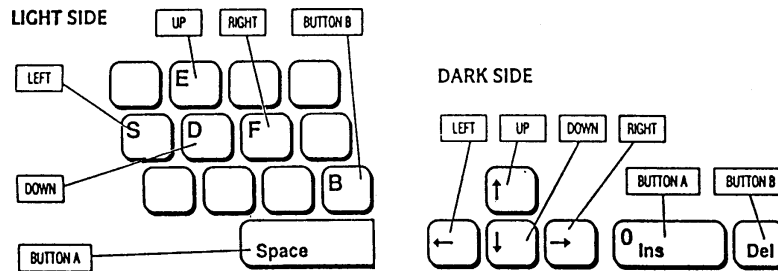 LIGHT SIDE
UP
RIGHT
BUTTON B
LEFT
E
S
D
F
DOWN
B
BUTTON A
Space
DARK SIDE
LEFT
UP
DOWN
RIGHT
↑
BUTTON A
BUTTON B
←
↓
→
0
Ins
Del